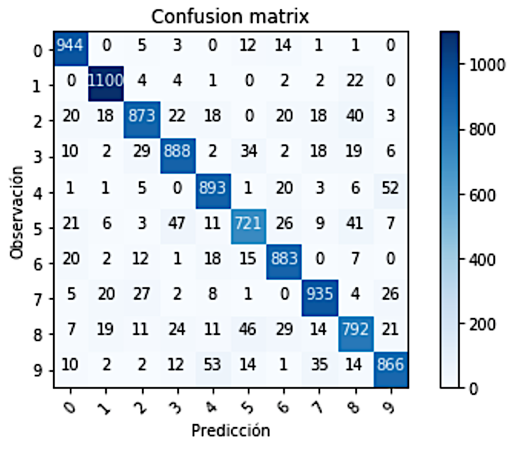 Confusion matrix
0 944 0 5 3 0 12 14 1 1 0
1 0 1100 4 4 1 0 2 2 22 0
2 20 18 873 22 18 0 20 18 40 3
3 10 2 29 888 2 34 2 18 19 6
4 1 1 5 0 893 1 20 3 6 52
5 21 6 3 47 11 721 26 9 41 7
6 20 2 12 1 18 15 883 0 7 0
7 5 20 27 2 8 1 0 935 4 26
8 7 19 11 24 11 46 29 14 792 21
9 10 2 2 12 53 14 1 35 14 866
0 1 2 3 4 5 6 7 8 9
Observación
Predicción
1000
800
600
400
200
0